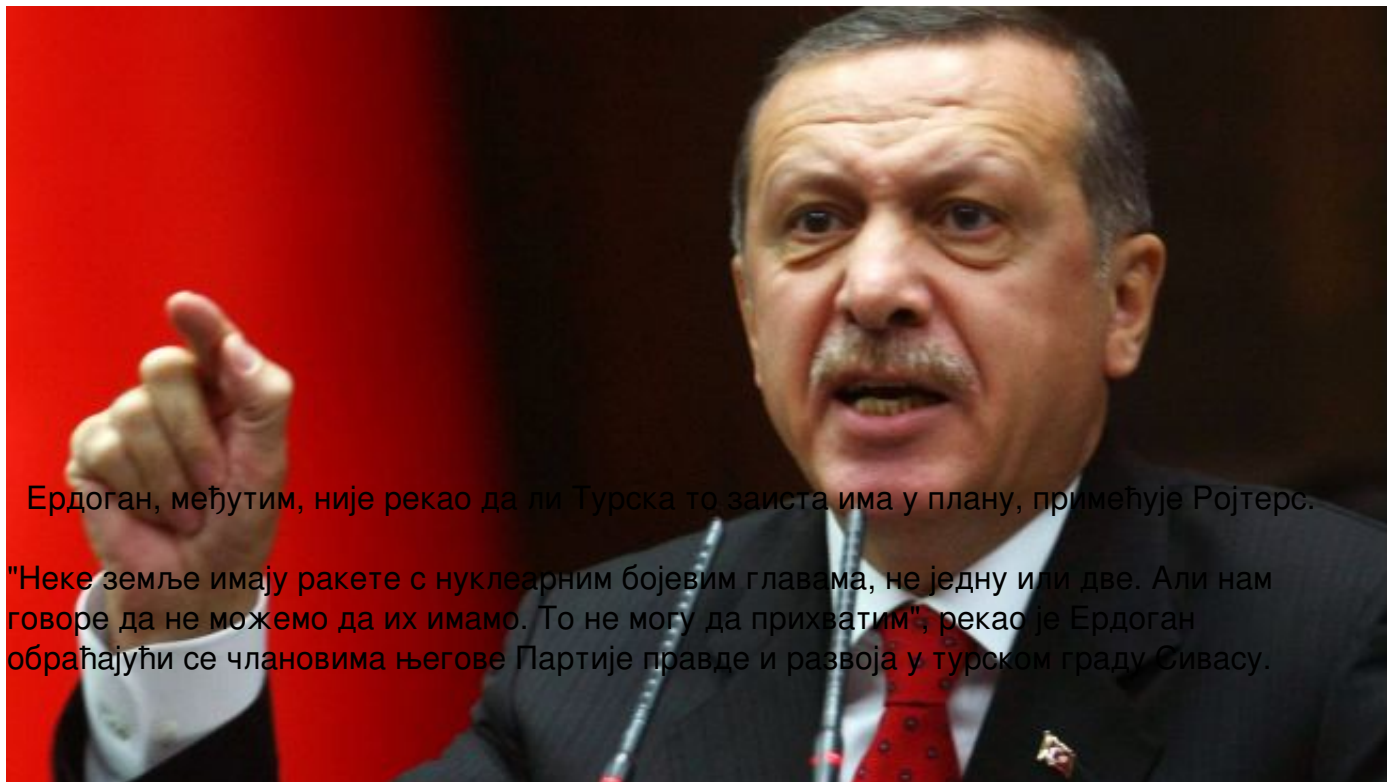 Ердоган, међутим, није рекао да ли Турска то заиста има у плану, примећује Ројтерс.
"Неке земље имају ракете с нуклеарним бојевим главама, не једну или две. Али нам
говоре да не можемо да их имамо. То не могу да прихватим", рекао је Ердоган
обраћајући се члановима његове Партије правде и развоја у турском граду Сивасу.